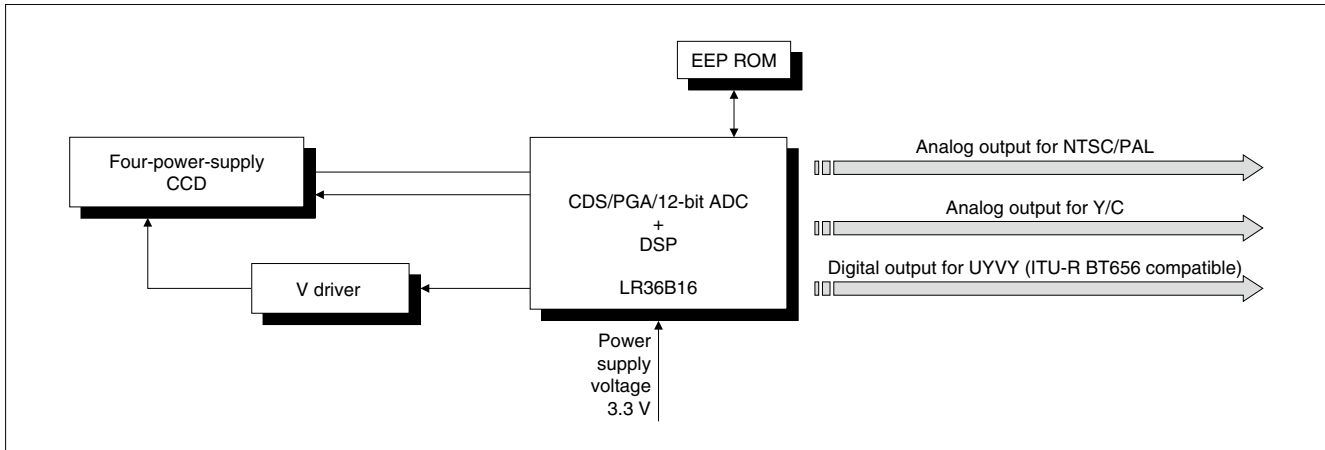 EEP ROM
Four-power-supply
CCD
V driver
CDS/PGA/12-bit ADC
+
DSP
LR36B16
Power
supply
voltage
3.3 V
Analog output for NTSC/PAL
Analog output for Y/C
Digital output for UYVY (ITU-R BT656 compatible)